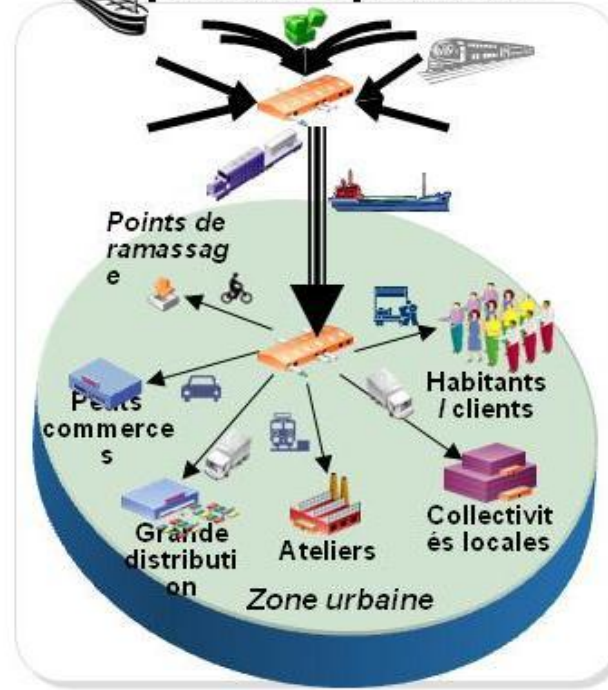 Points de
ramassag
e
Habitants
/ clients
Petits
commerce
s
Collectivit
és locales
Grande
distributi
on
Ateliers
Zone urbaine